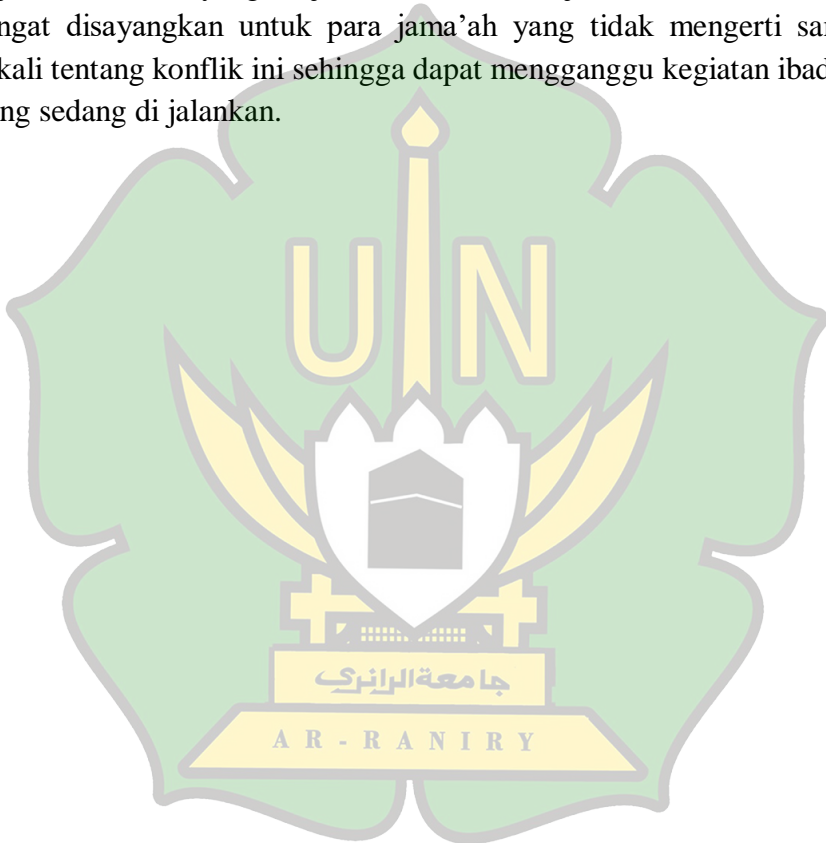 ngat disayangkan untuk para jama’ah yang tidak mengerti sar
kali tentang konflik ini sehingga dapat mengganggu kegiatan ibad
ng sedang di jalankan.
UIN
جامعة الرانري
AR-RANIRY